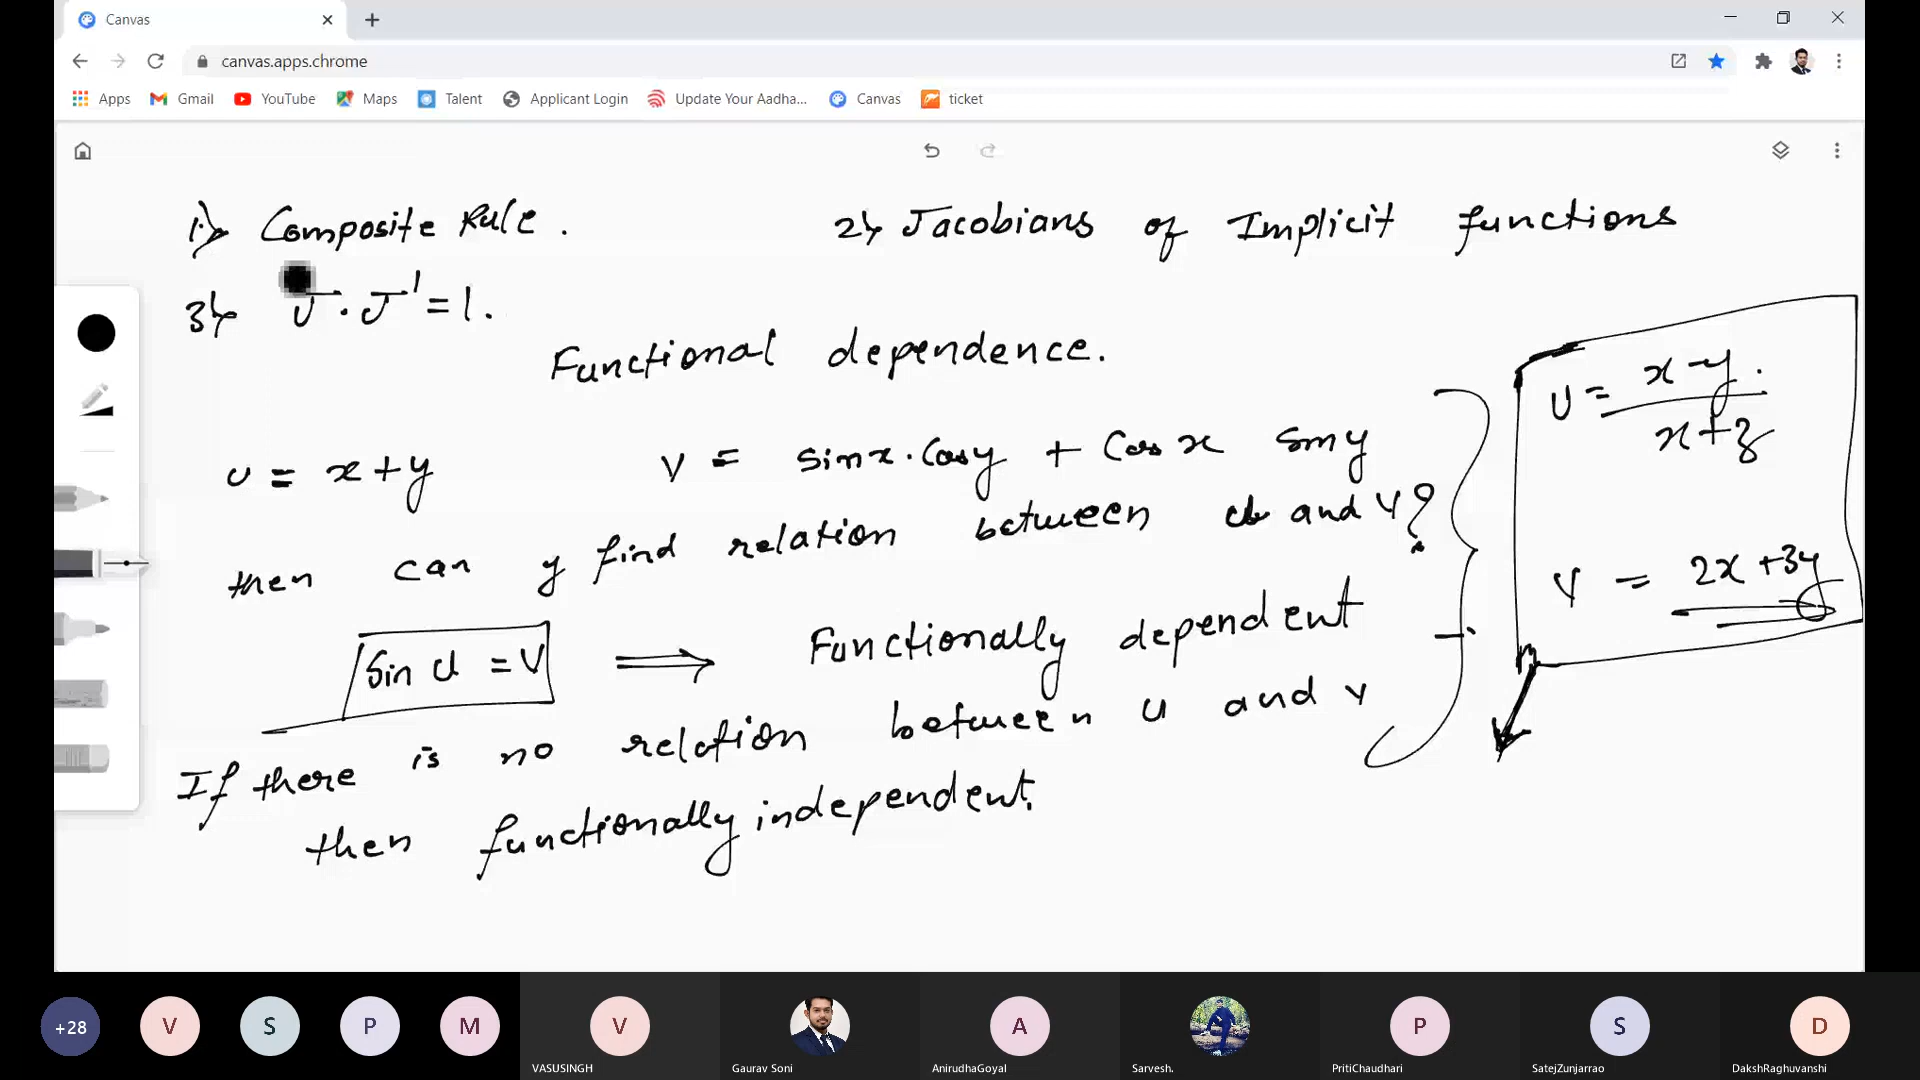 Canvas
canvas.apps.chrome
Apps Gmail YouTube Maps Talent Applicant Login Update Your Aadha... Canvas ticket
1) Composite Rule. 2) Jacobians of Implicit functions
3) J . J' = 1.
Functional dependence.
u = x+y v = sinx.Cosy + Cos x Siny
then can y find relation between u and v?
Sin u = v ⟹ Functionally dependent
If there is no relation between u and v
then functionally independent.
U = x-y. / x+z
v = 2x+3y
+28 V S P M V A P S D
VASUSINGH Gaurav Soni AnirudhaGoyal Sarvesh. PritiChaudhari SatejZunjarrao DakshRaghuvanshi